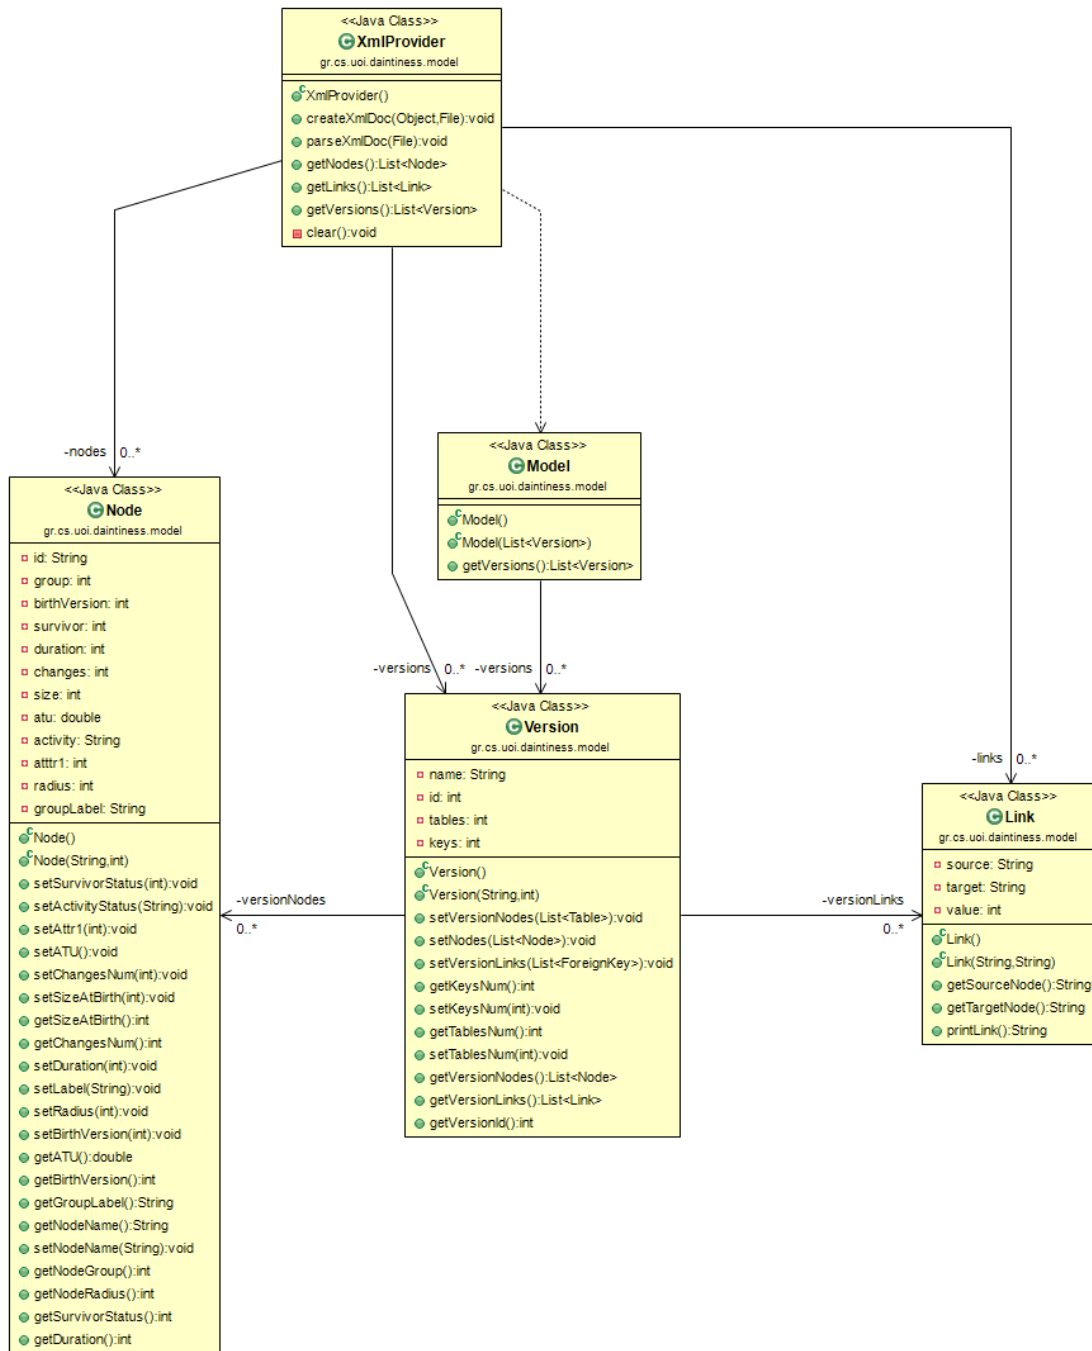 <<Java Class>>
XmlProvider
gr.cs.uoi.daintiness.model
XmlProvider()
createXmlDoc(Object,File):void
parseXmlDoc(File):void
getNodes():List<Node>
getLinks():List<Link>
getVersions():List<Version>
clear():void
-nodes 0..*
<<Java Class>>
Node
gr.cs.uoi.daintiness.model
id: String
group: int
birthVersion: int
survivor: int
duration: int
changes: int
size: int
atu: double
activity: String
atttr1: int
radius: int
groupLabel: String
Node()
Node(String,int)
setSurvivorStatus(int):void
setActivityStatus(String):void
setAttr1(int):void
setATU():void
setChangesNum(int):void
setSizeAtBirth(int):void
getSizeAtBirth():int
getChangesNum():int
setDuration(int):void
setLabel(String):void
setRadius(int):void
setBirthVersion(int):void
getATU():double
getBirthVersion():int
getGroupLabel():String
getNodeName():String
setNodeName(String):void
getNodeGroup():int
getNodeRadius():int
getSurvivorStatus():int
getDuration():int
<<Java Class>>
Model
gr.cs.uoi.daintiness.model
Model()
Model(List<Version>)
getVersions():List<Version>
-versions 0..*
-versions 0..*
<<Java Class>>
Version
gr.cs.uoi.daintiness.model
name: String
id: int
tables: int
keys: int
Version()
Version(String,int)
setVersionNodes(List<Table>):void
setNodes(List<Node>):void
setVersionLinks(List<ForeignKey>):void
getKeysNum():int
setKeysNum(int):void
getTablesNum():int
setTablesNum(int):void
getVersionNodes():List<Node>
getVersionLinks():List<Link>
getVersionId():int
-versionNodes
0..*
-versionLinks
0..*
-links 0..*
<<Java Class>>
Link
gr.cs.uoi.daintiness.model
source: String
target: String
value: int
Link()
Link(String,String)
getSourceNode():String
getTargetNode():String
printLink():String